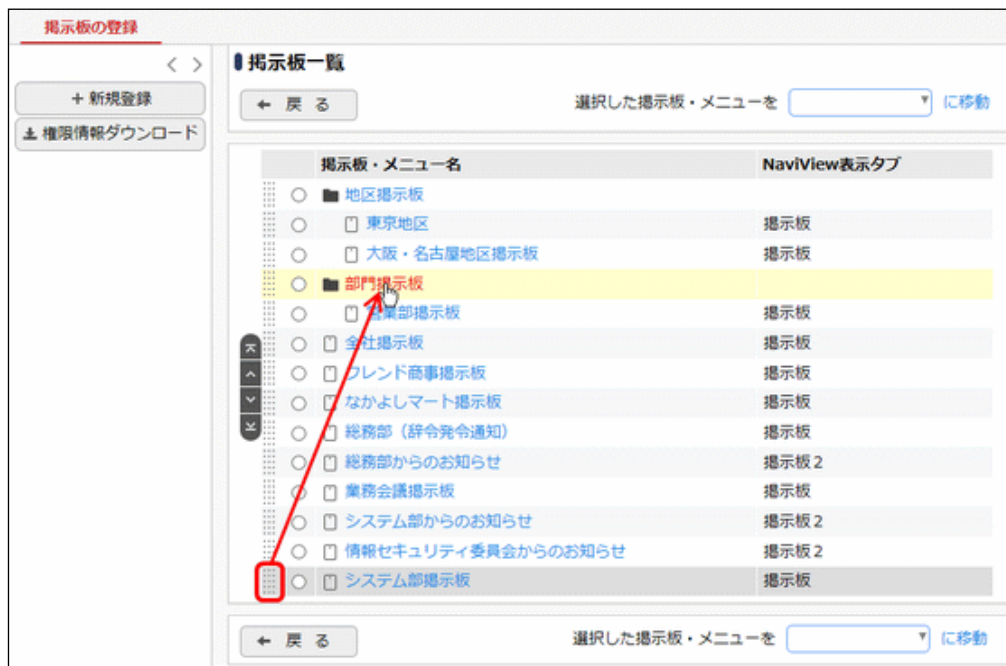 掲示板の登録
＋新規登録
権限情報ダウンロード
掲示板一覧
戻る
選択した掲示板・メニューを
に移動
掲示板・メニュー名 NaviView表示タブ
地区掲示板
東京地区 掲示板
大阪・名古屋地区掲示板 掲示板
部門掲示板
営業部掲示板 掲示板
全社掲示板 掲示板
フレンド商事掲示板 掲示板
なかよしマート掲示板 掲示板
総務部（辞令発令通知） 掲示板
総務部からのお知らせ 掲示板2
業務会議掲示板 掲示板
システム部からのお知らせ 掲示板2
情報セキュリティ委員会からのお知らせ 掲示板2
システム部掲示板 掲示板
戻る
選択した掲示板・メニューを
に移動